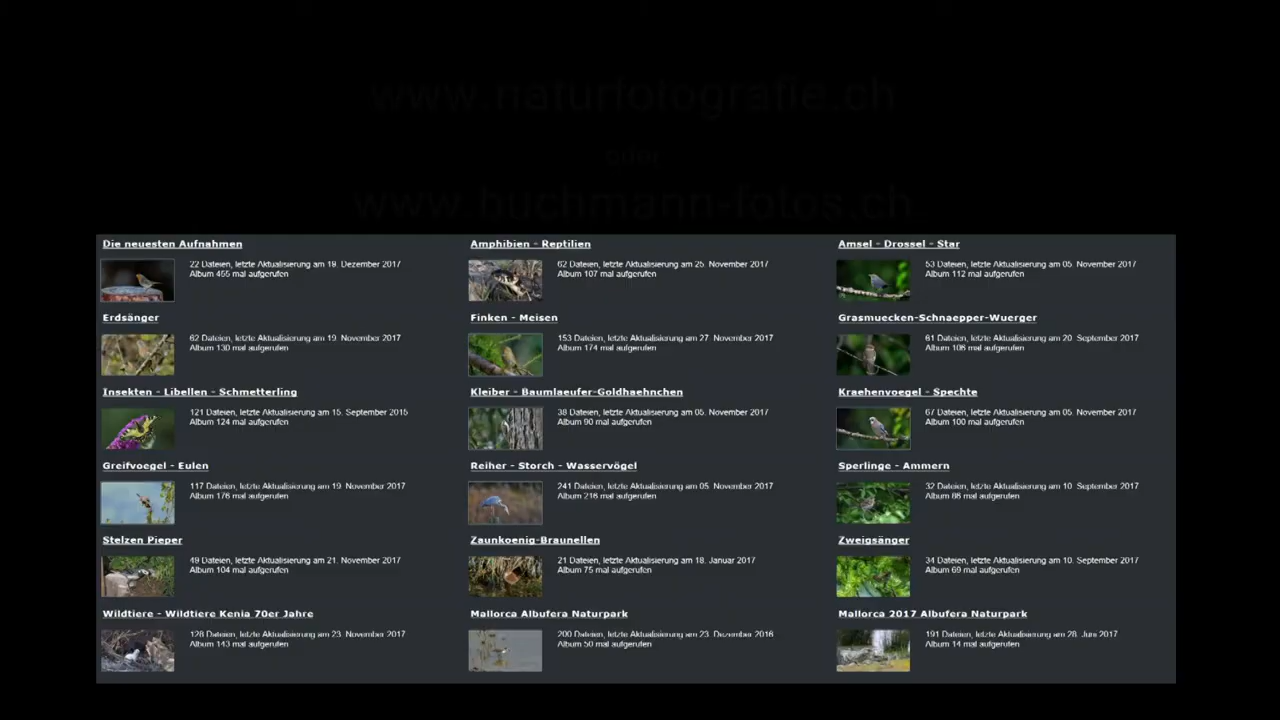 www.naturfotografie.ch
oder
www.buchmann-fotos.ch
Die neuesten Aufnahmen
22 Dateien, letzte Aktualisierung am 19. Dezember 2017
Album 455 mal aufgerufen
Amphibien - Reptilien
62 Dateien, letzte Aktualisierung am 25. November 2017
Album 107 mal aufgerufen
Amsel - Drossel - Star
53 Dateien, letzte Aktualisierung am 05. November 2017
Album 112 mal aufgerufen
Erdsänger
62 Dateien, letzte Aktualisierung am 19. November 2017
Album 130 mal aufgerufen
Finken - Meisen
153 Dateien, letzte Aktualisierung am 27. November 2017
Album 174 mal aufgerufen
Grasmuecken-Schnaepper-Wuerger
61 Dateien, letzte Aktualisierung am 20. September 2017
Album 106 mal aufgerufen
Insekten - Libellen - Schmetterling
121 Dateien, letzte Aktualisierung am 15. September 2015
Album 124 mal aufgerufen
Kleiber - Baumlaeufer-Goldhaehnchen
38 Dateien, letzte Aktualisierung am 05. November 2017
Album 90 mal aufgerufen
Kraehenvoegel - Spechte
67 Dateien, letzte Aktualisierung am 05. November 2017
Album 100 mal aufgerufen
Greifvoegel - Eulen
117 Dateien, letzte Aktualisierung am 19. November 2017
Album 176 mal aufgerufen
Reiher - Storch - Wasservögel
241 Dateien, letzte Aktualisierung am 05. November 2017
Album 216 mal aufgerufen
Sperlinge - Ammern
32 Dateien, letzte Aktualisierung am 10. September 2017
Album 86 mal aufgerufen
Stelzen Pieper
49 Dateien, letzte Aktualisierung am 21. November 2017
Album 104 mal aufgerufen
Zaunkoenig-Braunellen
21 Dateien, letzte Aktualisierung am 18. Januar 2017
Album 75 mal aufgerufen
Zweigsänger
34 Dateien, letzte Aktualisierung am 10. September 2017
Album 69 mal aufgerufen
Wildtiere - Wildtiere Kenia 70er Jahre
128 Dateien, letzte Aktualisierung am 23. November 2017
Album 143 mal aufgerufen
Mallorca Albufera Naturpark
200 Dateien, letzte Aktualisierung am 23. Dezember 2016
Album 50 mal aufgerufen
Mallorca 2017 Albufera Naturpark
191 Dateien, letzte Aktualisierung am 28. Juni 2017
Album 14 mal aufgerufen